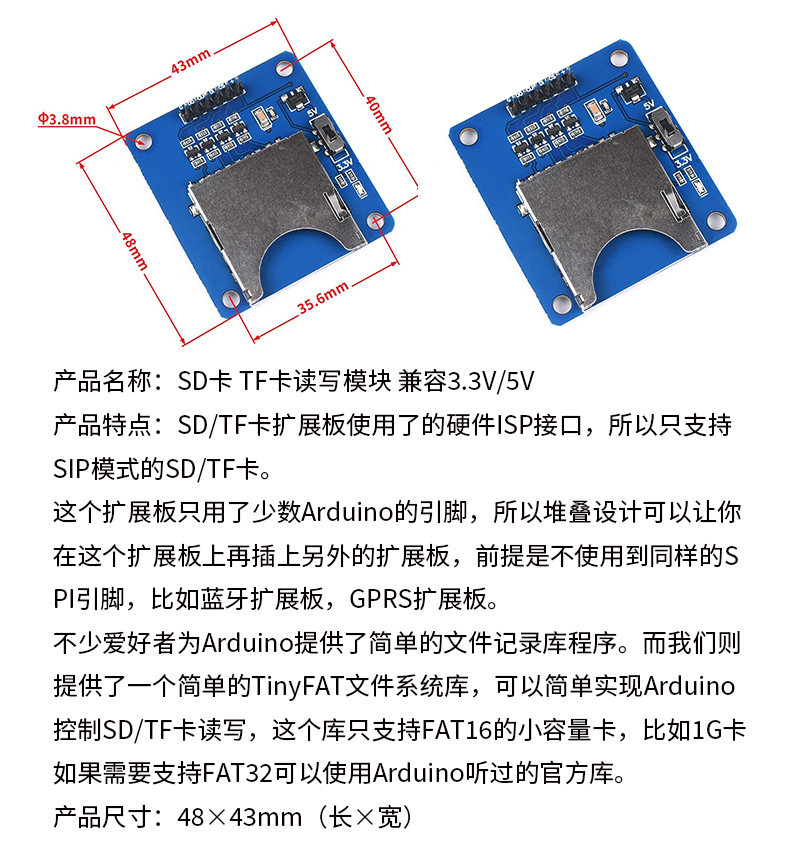 43mm
Φ3.8mm
40mm
5V
3.3V
48mm
35.6mm
5V
3.3V
产品名称：SD卡 TF卡读写模块 兼容3.3V/5V
产品特点：SD/TF卡扩展板使用了的硬件ISP接口，所以只支持
SIP模式的SD/TF卡。
这个扩展板只用了少数Arduino的引脚，所以堆叠设计可以让你
在这个扩展板上再插上另外的扩展板，前提是不使用到同样的S
PI引脚，比如蓝牙扩展板，GPRS扩展板。
不少爱好者为Arduino提供了简单的文件记录库程序。而我们则
提供了一个简单的TinyFAT文件系统库，可以简单实现Arduino
控制SD/TF卡读写，这个库只支持FAT16的小容量卡，比如1G卡
如果需要支持FAT32可以使用Arduino听过的官方库。
产品尺寸：48×43mm（长×宽）